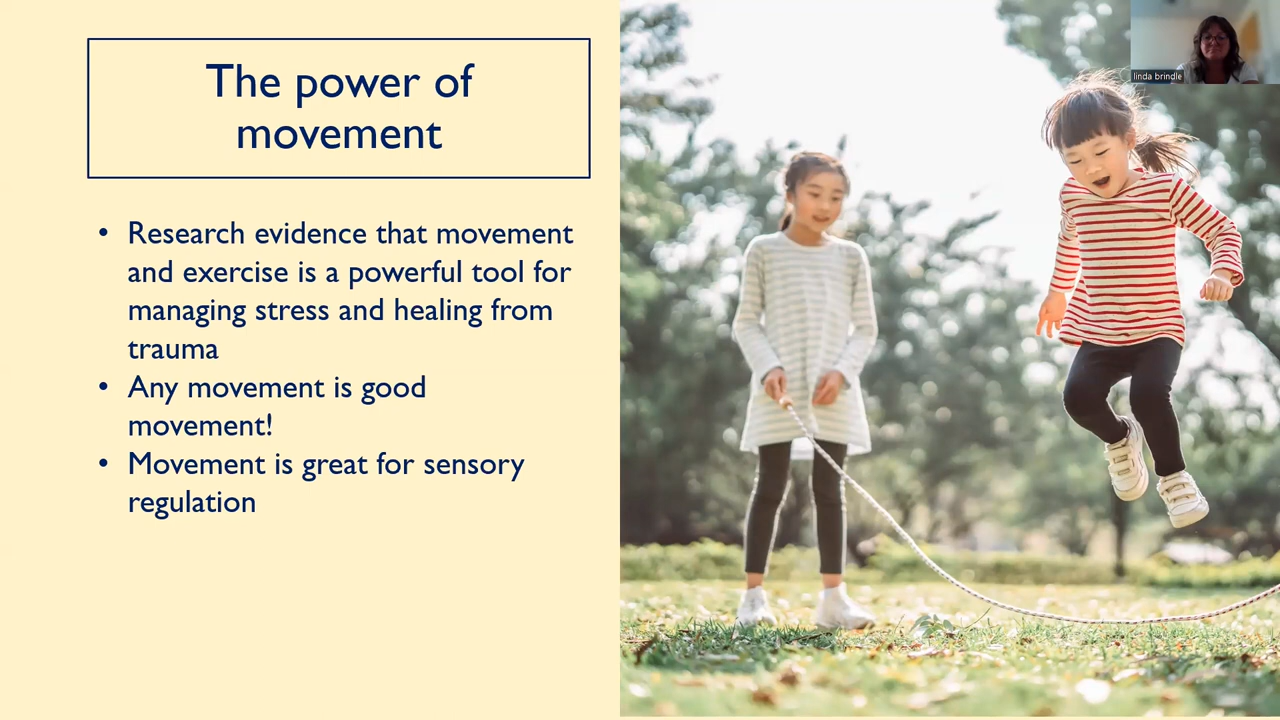 The power of
movement
• Research evidence that movement
and exercise is a powerful tool for
managing stress and healing from
trauma
• Any movement is good
movement!
• Movement is great for sensory
regulation
linda brindle